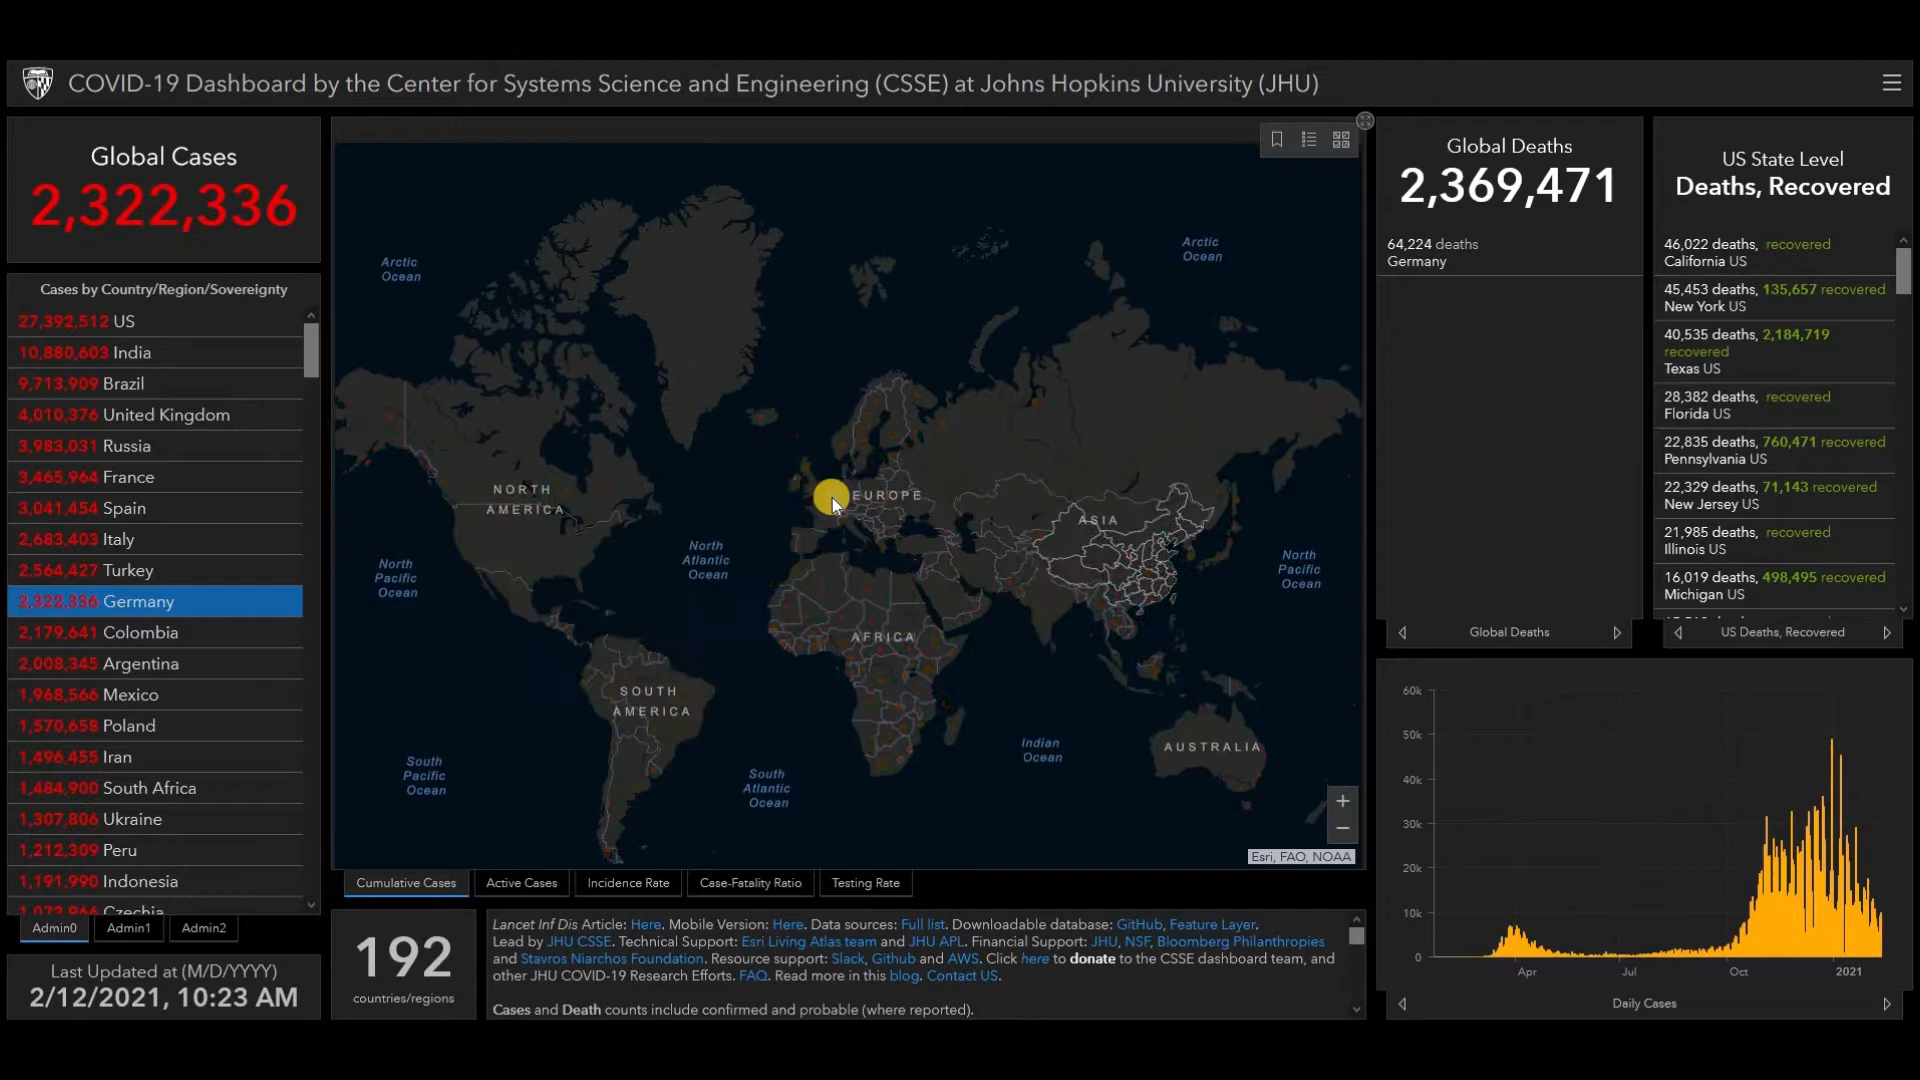 COVID-19 Dashboard by the Center for Systems Science and Engineering (CSSE) at Johns Hopkins University (JHU)
Global Cases
2,322,336
Cases by Country/Region/Sovereignty
27,392,512 US
10,880,603 India
9,713,909 Brazil
4,010,376 United Kingdom
3,983,031 Russia
3,465,964 France
3,041,454 Spain
2,683,403 Italy
2,564,427 Turkey
2,322,336 Germany
2,179,641 Colombia
2,008,345 Argentina
1,968,566 Mexico
1,570,658 Poland
1,496,455 Iran
1,484,900 South Africa
1,307,806 Ukraine
1,212,309 Peru
1,191,990 Indonesia
1,072,966 Czechia
Admin0
Admin1
Admin2
Last Updated at (M/D/YYYY)
2/12/2021, 10:23 AM
Arctic
Ocean
Arctic
Ocean
NORTH
AMERICA
EUROPE
ASIA
North
Pacific
Ocean
North
Atlantic
Ocean
North
Pacific
Ocean
AFRICA
SOUTH
AMERICA
AUSTRALIA
Indian
Ocean
South
Pacific
Ocean
South
Atlantic
Ocean
+
−
Esri, FAO, NOAA
Cumulative Cases
Active Cases
Incidence Rate
Case-Fatality Ratio
Testing Rate
192
countries/regions
Lancet Inf Dis Article: Here. Mobile Version: Here. Data sources: Full list. Downloadable database: GitHub, Feature Layer.
Lead by JHU CSSE. Technical Support: Esri Living Atlas team and JHU APL. Financial Support: JHU, NSF, Bloomberg Philanthropies
and Stavros Niarchos Foundation. Resource support: Slack, Github and AWS. Click here to donate to the CSSE dashboard team, and
other JHU COVID-19 Research Efforts. FAQ. Read more in this blog. Contact US.
Cases and Death counts include confirmed and probable (where reported).
Global Deaths
2,369,471
64,224 deaths
Germany
Global Deaths
US State Level
Deaths, Recovered
46,022 deaths, recovered
California US
45,453 deaths, 135,657 recovered
New York US
40,535 deaths, 2,184,719
recovered
Texas US
28,382 deaths, recovered
Florida US
22,835 deaths, 760,471 recovered
Pennsylvania US
22,329 deaths, 71,143 recovered
New Jersey US
21,985 deaths, recovered
Illinois US
16,019 deaths, 498,495 recovered
Michigan US
US Deaths, Recovered
60k
50k
40k
30k
20k
10k
0
Apr
Jul
Oct
2021
Daily Cases